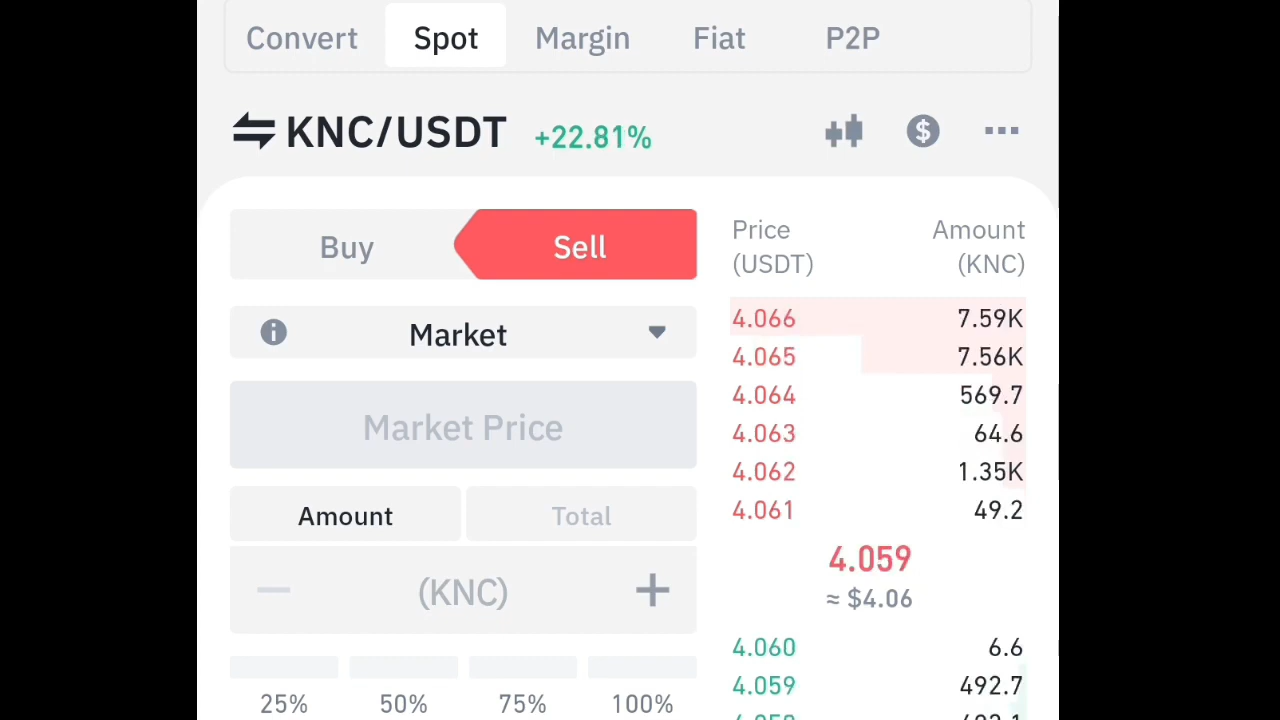 Convert Spot Margin Fiat P2P
KNC/USDT +22.81%
Buy Sell
Market
Market Price
Amount Total
(KNC)
25% 50% 75% 100%
Price Amount
(USDT) (KNC)
4.066 7.59K
4.065 7.56K
4.064 569.7
4.063 64.6
4.062 1.35K
4.061 49.2
4.059
≈ $4.06
4.060 6.6
4.059 492.7